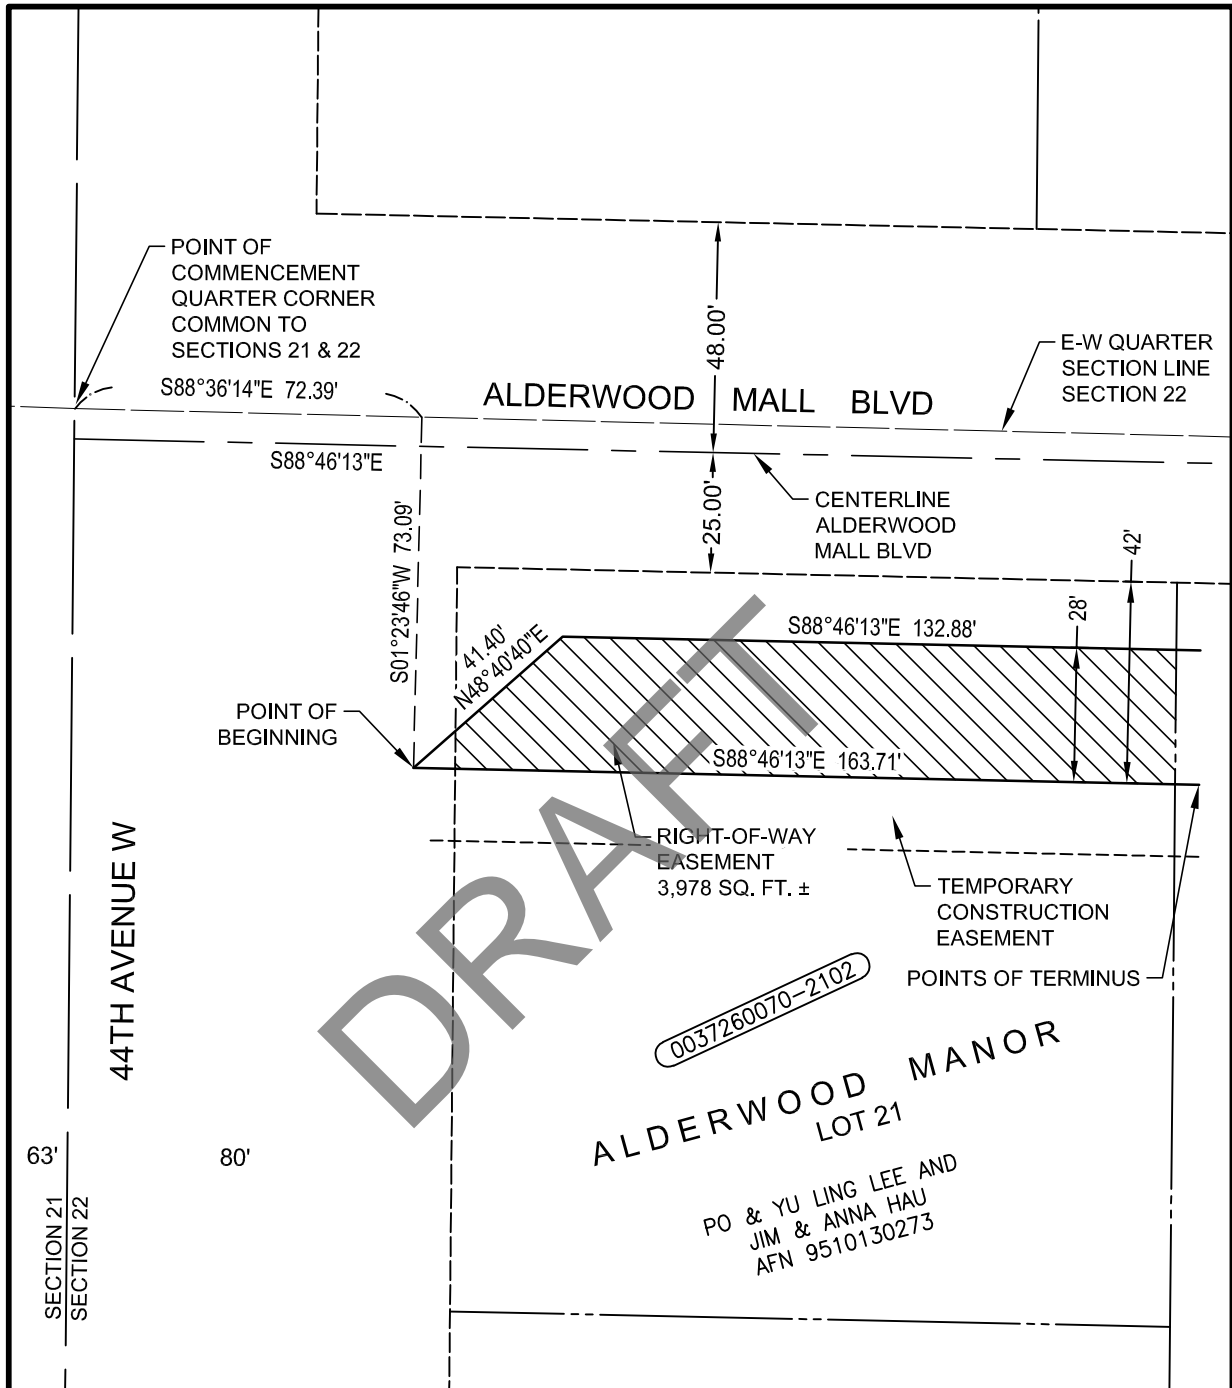 POINT OF
COMMENCEMENT
QUARTER CORNER
COMMON TO
SECTIONS 21 & 22
S88°36'14"E 72.39'
ALDERWOOD MALL BLVD
E-W QUARTER
SECTION LINE
SECTION 22
48.00'
S88°46'13"E
25.00'
CENTERLINE
ALDERWOOD
MALL BLVD
S01°23'46"W 73.09'
42'
28'
41.40'
N48°40'40"E
S88°46'13"E 132.88'
POINT OF
BEGINNING
S88°46'13"E 163.71'
RIGHT-OF-WAY
EASEMENT
3,978 SQ. FT. ±
TEMPORARY
CONSTRUCTION
EASEMENT
POINTS OF TERMINUS
44TH AVENUE W
DRAFT
0037260070-2102
ALDERWOOD MANOR
LOT 21
63'
80'
SECTION 21
SECTION 22
PO & YU LING LEE AND
JIM & ANNA HAU
AFN 9510130273